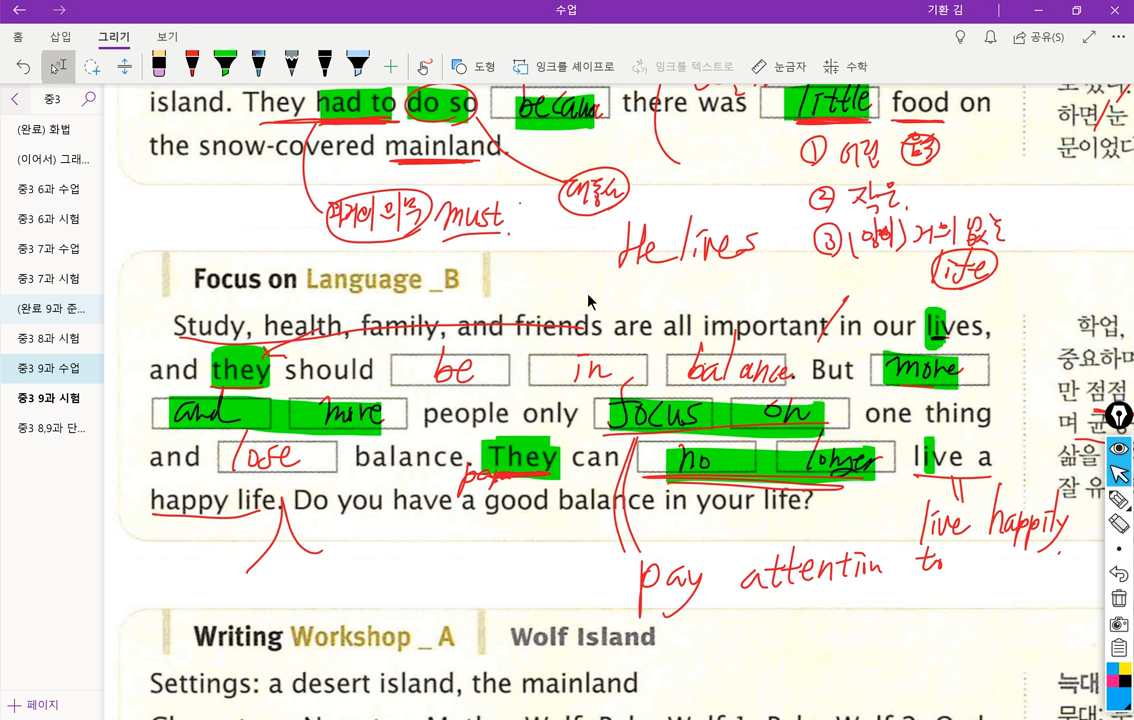 수업
기환 김
홈 삽입 그리기 보기
공유(S)
도형 잉크를 셰이프로 잉크를 텍스트로 눈금자 수학
중3
(완료) 화법
(이어서) 그래...
중3 6과 수업
중3 6과 시험
중3 7과 수업
중3 7과 시험
(완료 9과 준...
중3 8과 시험
중3 9과 수업
중3 9과 시험
중3 8,9과 단...
페이지
island. They had to do so because there was little food on
the snow-covered mainland.
하면 눈
문이었다
① 어린
② 작은.
③ (양이) 거의 없는
과거의 의무 must.
대동사
He lives
life
Focus on Language _B
Study, health, family, and friends are all important in our lives,
and they should be in balance. But more
and more people only focus on one thing
and lose balance. They can no longer live a
happy life. Do you have a good balance in your life?
학업,
중요하며
만 점점
며 균형
삶을
잘 유
live happily.
pay attention to
Writing Workshop _ A Wolf Island
Settings: a desert island, the mainland
늑대
무대: